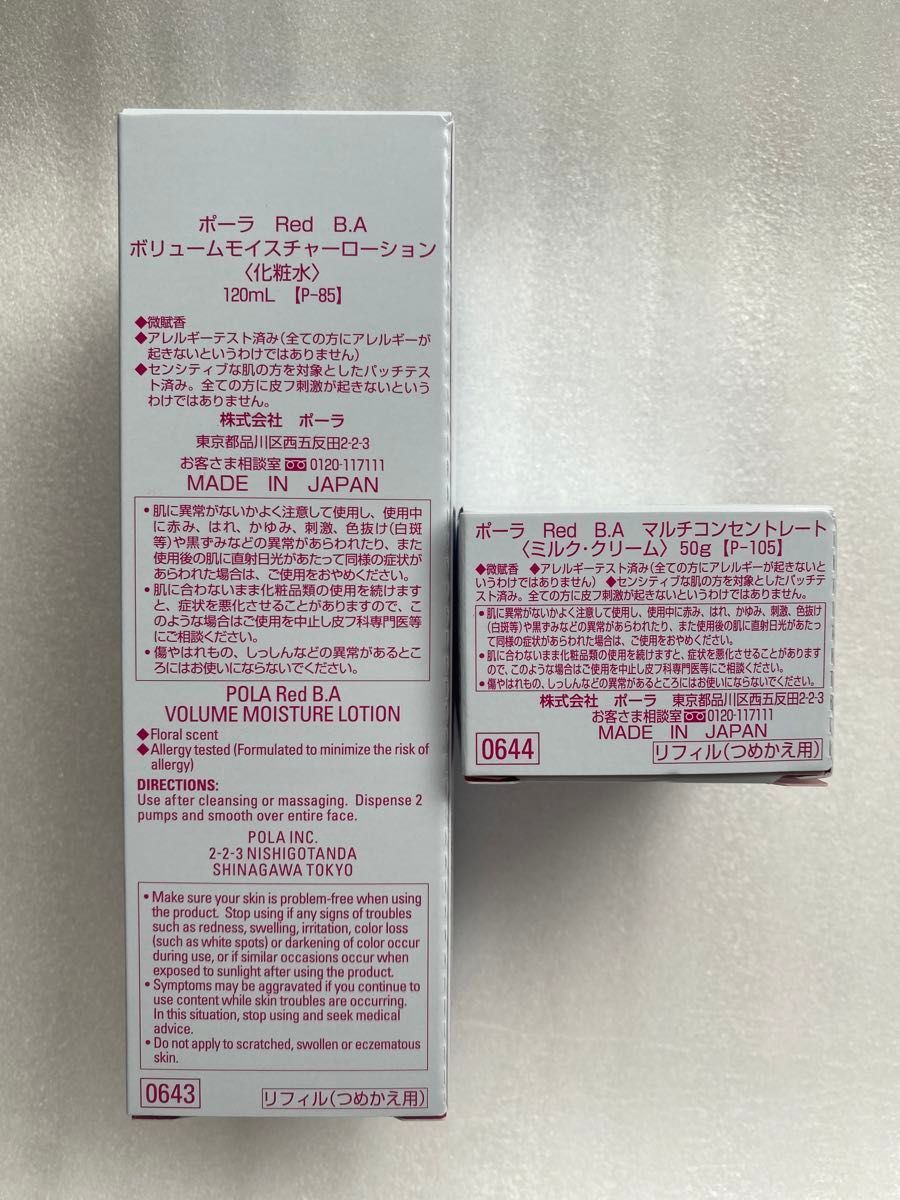 ポーラ Red B.A
ボリュームモイスチャーローション
〈化粧水〉
120mL 【P-85】
◆微賦香
◆アレルギーテスト済み(全ての方にアレルギーが
起きないというわけではありません)
◆センシティブな肌の方を対象としたパッチテス
ト済み。全ての方に皮フ刺激が起きないという
わけではありません。
株式会社 ポーラ
東京都品川区西五反田2-2-3
お客さま相談室 0120-117111
MADE IN JAPAN
• 肌に異常がないかよく注意して使用し、使用中
に赤み、はれ、かゆみ、刺激、色抜け(白斑
等)や黒ずみなどの異常があらわれたり、また
使用後の肌に直射日光があたって同様の症状が
あらわれた場合は、ご使用をおやめください。
• 肌に合わないまま化粧品類の使用を続けます
と、症状を悪化させることがありますので、こ
のような場合はご使用を中止し皮フ科専門医等
にご相談ください。
• 傷やはれもの、しっしんなどの異常があるとこ
ろにはお使いにならないでください。
POLA Red B.A
VOLUME MOISTURE LOTION
◆Floral scent
◆Allergy tested (Formulated to minimize the risk of
allergy)
DIRECTIONS:
Use after cleansing or massaging. Dispense 2
pumps and smooth over entire face.
POLA INC.
2-2-3 NISHIGOTANDA
SHINAGAWA TOKYO
• Make sure your skin is problem-free when using
the product. Stop using if any signs of troubles
such as redness, swelling, irritation, color loss
(such as white spots) or darkening of color occur
during use, or if similar occasions occur when
exposed to sunlight after using the product.
• Symptoms may be aggravated if you continue to
use content while skin troubles are occurring.
In this situation, stop using and seek medical
advice.
• Do not apply to scratched, swollen or eczematous
skin.
0643 リフィル(つめかえ用)
ポーラ Red B.A マルチコンセントレート
〈ミルク・クリーム〉 50g 【P-105】
◆微賦香 ◆アレルギーテスト済み(全ての方にアレルギーが起きないと
いうわけではありません) ◆センシティブな肌の方を対象としたパッチテ
スト済み。全ての方に皮フ刺激が起きないというわけではありません。
• 肌に異常がないかよく注意して使用し、使用中に赤み、はれ、かゆみ、刺激、色抜け
(白斑等)や黒ずみなどの異常があらわれたり、また使用後の肌に直射日光があたっ
て同様の症状があらわれた場合は、ご使用をおやめください。
• 肌に合わないまま化粧品類の使用を続けますと、症状を悪化させることがあります
ので、このような場合はご使用を中止し皮フ科専門医等にご相談ください。
• 傷やはれもの、しっしんなどの異常があるところにはお使いにならないでください。
株式会社 ポーラ 東京都品川区西五反田2-2-3
お客さま相談室 0120-117111
MADE IN JAPAN
0644 リフィル(つめかえ用)